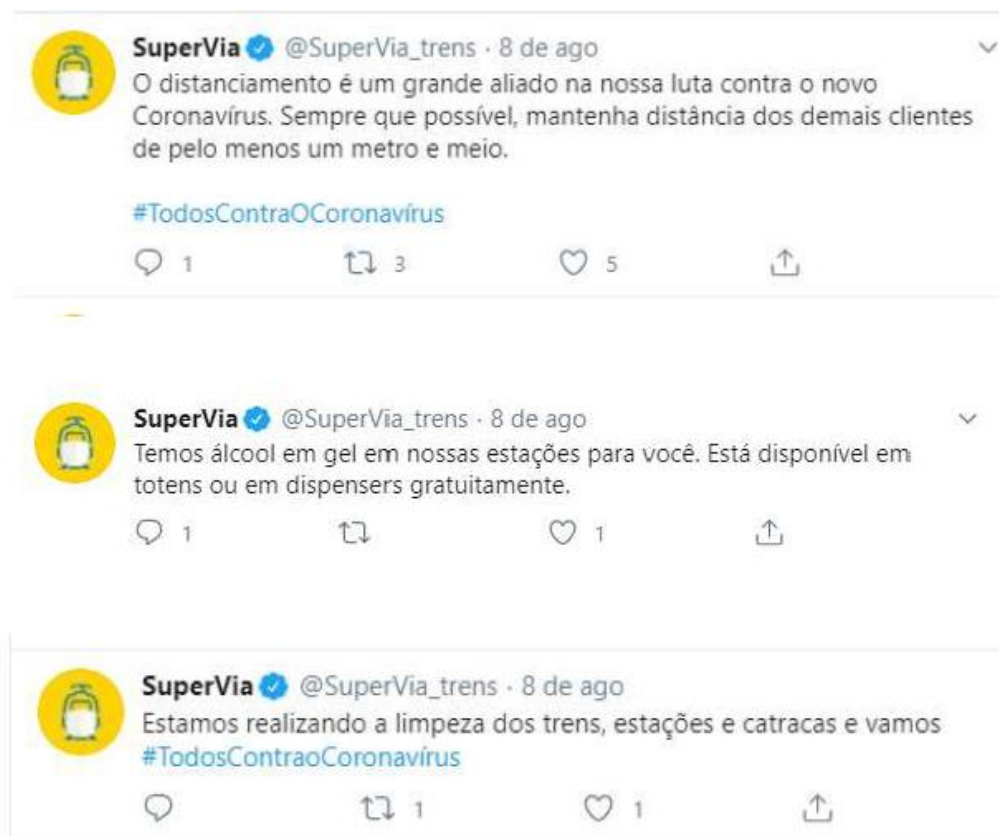 SuperVia @SuperVia_trens · 8 de ago
O distanciamento é um grande aliado na nossa luta contra o novo
Coronavírus. Sempre que possível, mantenha distância dos demais clientes
de pelo menos um metro e meio.
#TodosContraOCoronavírus
1 3 5
SuperVia @SuperVia_trens · 8 de ago
Temos álcool em gel em nossas estações para você. Está disponível em
totens ou em dispensers gratuitamente.
1 1
SuperVia @SuperVia_trens · 8 de ago
Estamos realizando a limpeza dos trens, estações e catracas e vamos
#TodosContraoCoronavírus
1 1